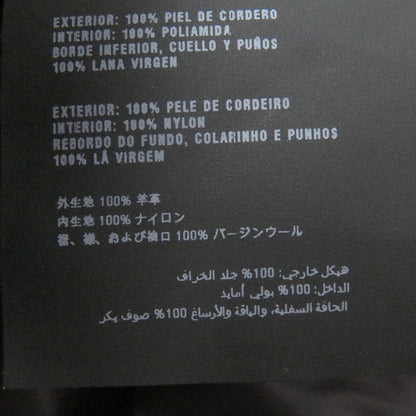 EXTERIOR: 100% PIEL DE CORDERO
INTERIOR: 100% POLIAMIDA
BORDE INFERIOR, CUELLO Y PUÑOS
100% LANA VIRGEN
EXTERIOR: 100% PELE DE CORDEIRO
INTERIOR: 100% NYLON
REBORDO DO FUNDO, COLARINHO E PUNHOS
100% LÃ VIRGEM
外生地 100% 羊革
内生地 100% ナイロン
裾、襟、および袖口 100% バージンウール
هيكل خارجي: 100% جلد الخراف
الداخل: 100% بولي أمايد
الحافة السفلية، والياقة والأرساغ 100% صوف بكر